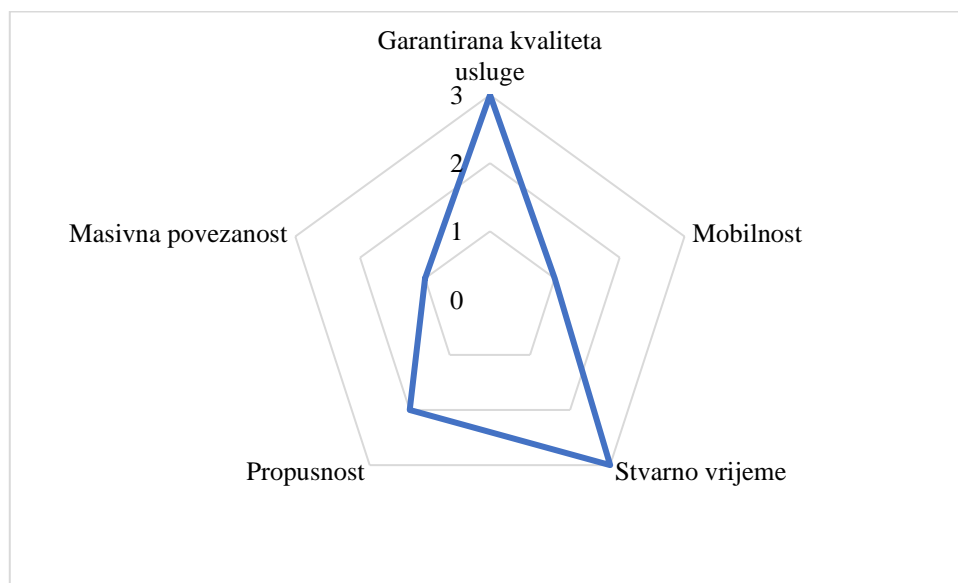 Garantirana kvaliteta
usluge
3
2
Masivna povezanost
Mobilnost
1
0
Propusnost
Stvarno vrijeme